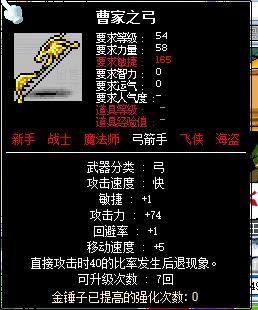 曹家之弓
要求等级 : 54
要求力量 : 58
要求敏捷 : 165
要求智力 : 0
要求运气 : 0
要求人气度 : -
道具等级 : -
道具经验值 : -
新手 战士 魔法师 弓箭手 飞侠 海盗
武器分类 : 弓
攻击速度 : 快
敏捷 : +1
攻击力 : +74
回避率 : +1
移动速度 : +5
直接攻击时40的比率发生后退现象。
可升级次数 : 7回
金锤子已提高的强化次数: 0